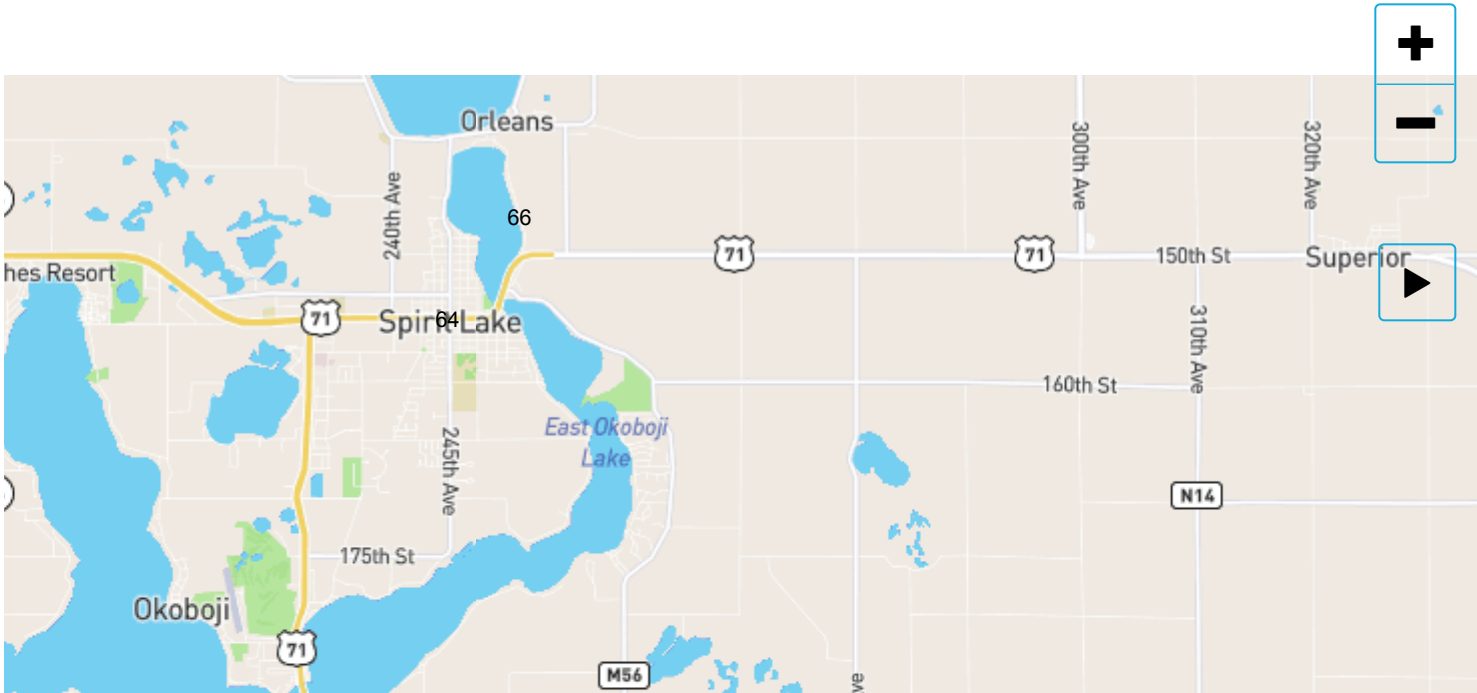 Orleans
300th Ave
320th Ave
240th Ave
66
71
71
150th St
Superior
hes Resort
71
Spirit Lake
64
310th Ave
160th St
East Okoboji
Lake
245th Ave
N14
175th St
Okoboji
71
M56